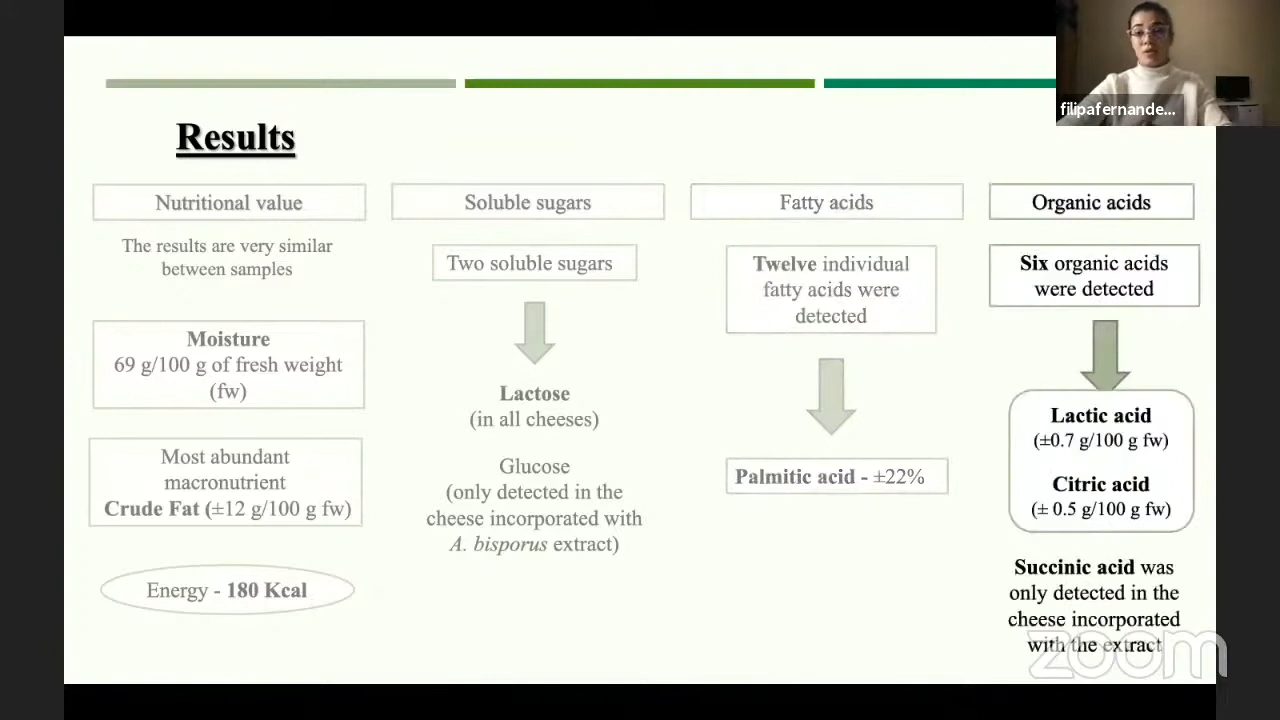 filipafernande...
Results
Nutritional value
The results are very similar
between samples
Moisture
69 g/100 g of fresh weight
(fw)
Most abundant
macronutrient
Crude Fat (±12 g/100 g fw)
Energy - 180 Kcal
Soluble sugars
Two soluble sugars
Lactose
(in all cheeses)
Glucose
(only detected in the
cheese incorporated with
A. bisporus extract)
Fatty acids
Twelve individual
fatty acids were
detected
Palmitic acid - ±22%
Organic acids
Six organic acids
were detected
Lactic acid
(±0.7 g/100 g fw)
Citric acid
(± 0.5 g/100 g fw)
Succinic acid was
only detected in the
cheese incorporated
with the extract
zoom